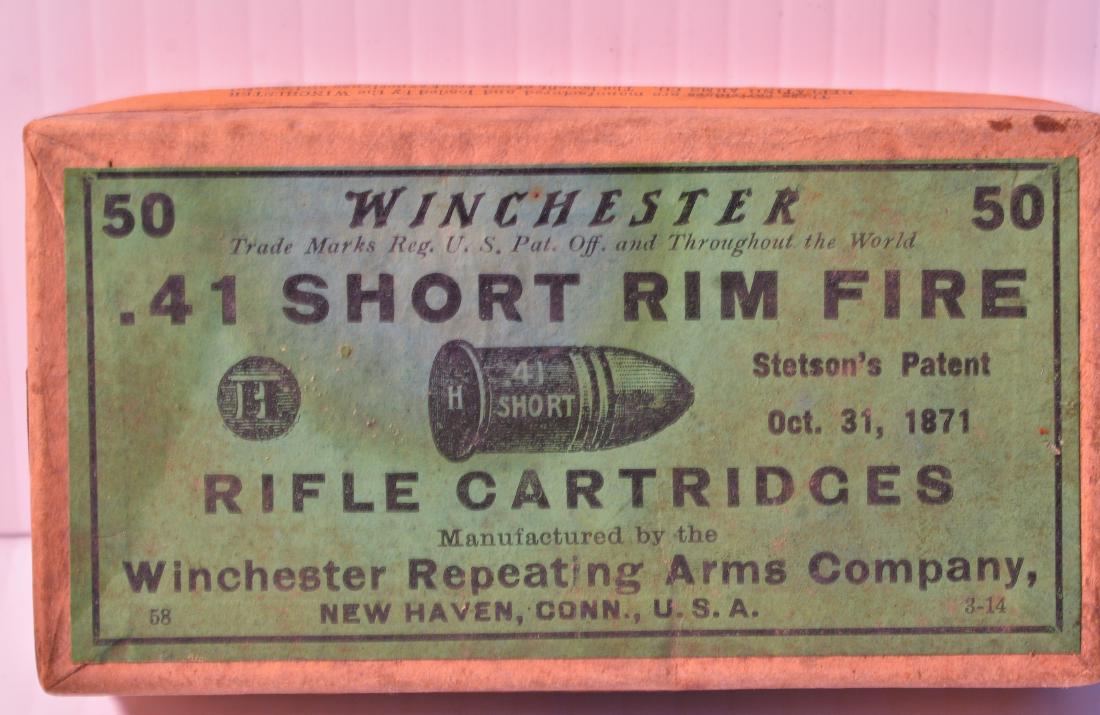 50 WINCHESTER 50
Trade Marks Reg. U. S. Pat. Off. and Throughout the World
.41 SHORT RIM FIRE
H
H .41 SHORT
Stetson's Patent
Oct. 31, 1871
RIFLE CARTRIDGES
Manufactured by the
Winchester Repeating Arms Company,
58 NEW HAVEN, CONN., U. S. A. 3-14